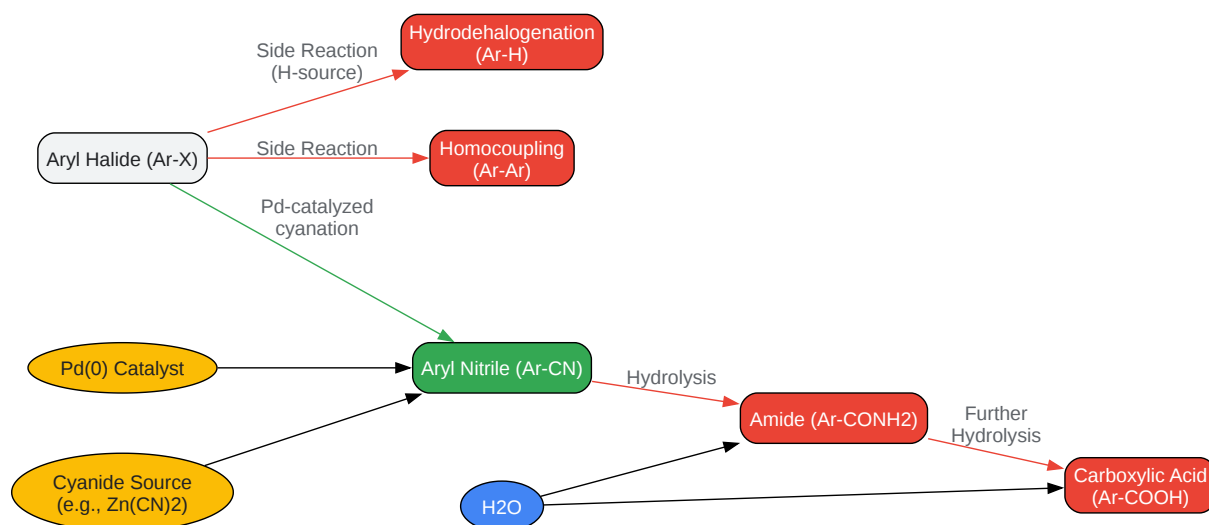 Hydrodehalogenation
(Ar-H)
Side Reaction
(H-source)
Aryl Halide (Ar-X)
Side Reaction
Homocoupling
(Ar-Ar)
Pd-catalyzed
cyanation
Pd(0) Catalyst
Aryl Nitrile (Ar-CN)
Hydrolysis
Amide (Ar-CONH2)
Further
Hydrolysis
Cyanide Source
(e.g., Zn(CN)2)
H2O
Carboxylic Acid
(Ar-COOH)